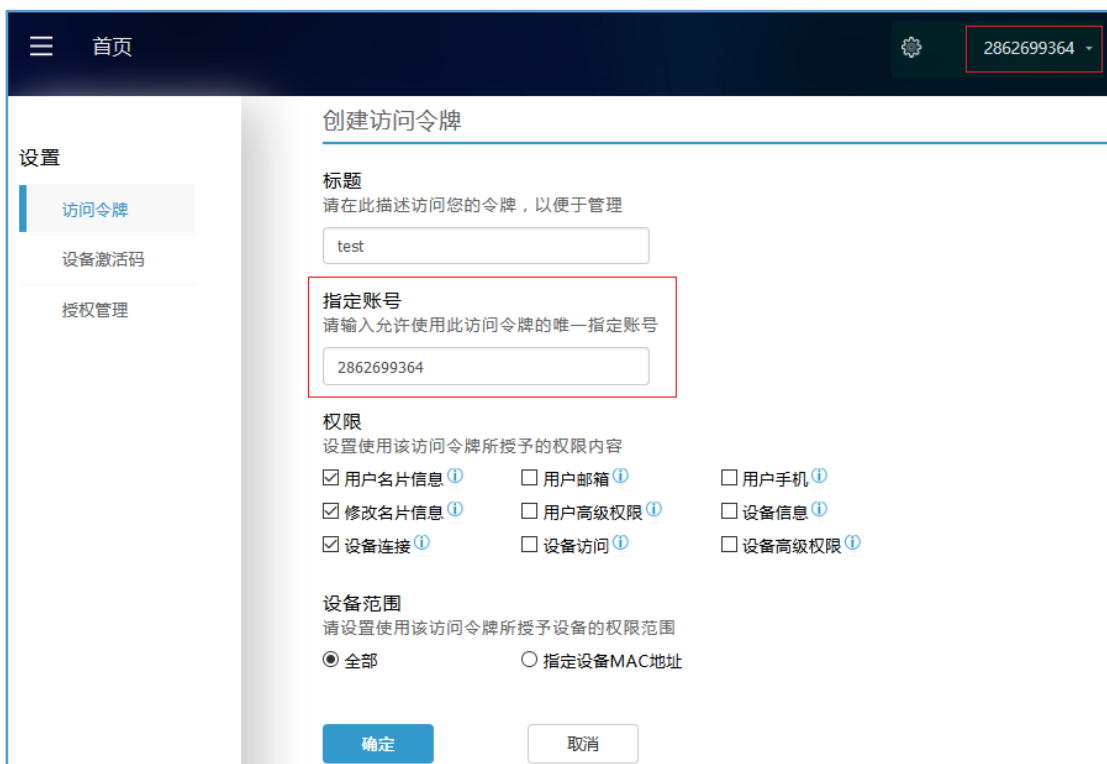 首页
2862699364
设置
访问令牌
设备激活码
授权管理
创建访问令牌
标题
请在此描述访问您的令牌，以便于管理
test
指定账号
请输入允许使用此访问令牌的唯一指定账号
2862699364
权限
设置使用该访问令牌所授予的权限内容
用户名片信息 用户邮箱 用户手机
修改名片信息 用户高级权限 设备信息
设备连接 设备访问 设备高级权限
设备范围
请设置使用该访问令牌所授予设备的权限范围
全部 指定设备MAC地址
确定 取消